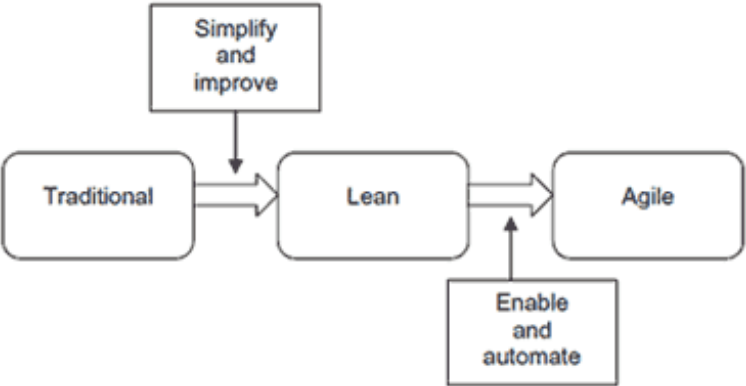 Simplify
and
improve
Traditional
Lean
Agile
Enable
and
automate